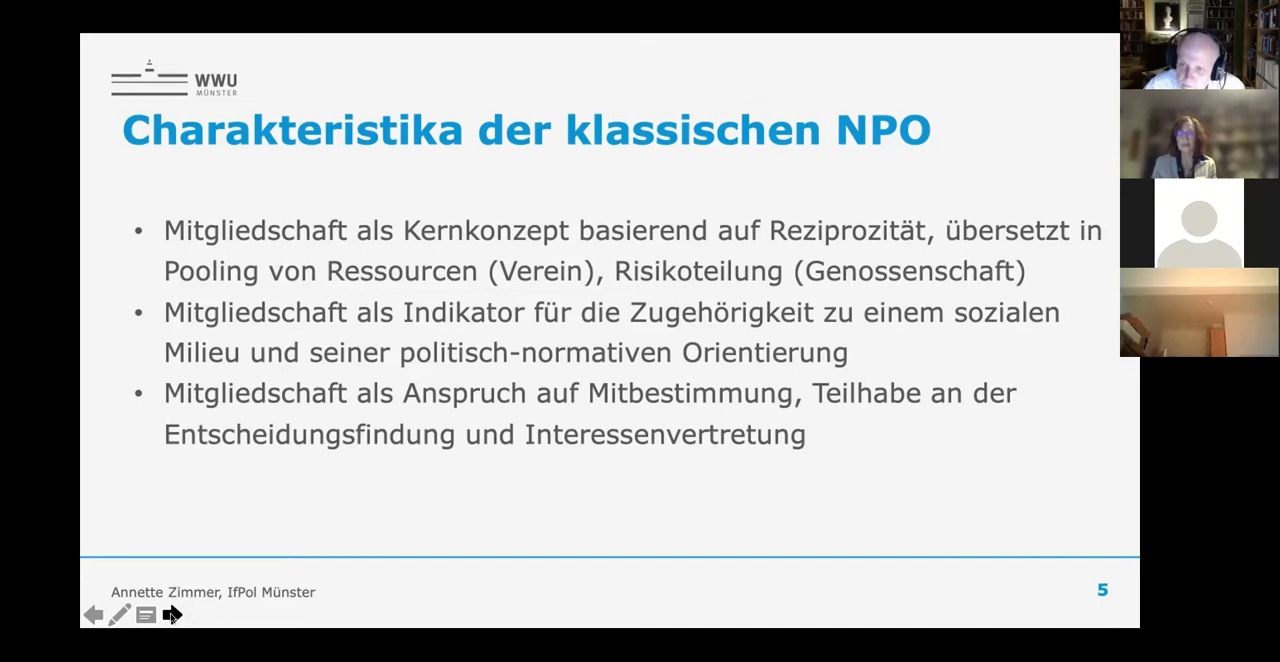 WWU
MÜNSTER
Charakteristika der klassischen NPO
• Mitgliedschaft als Kernkonzept basierend auf Reziprozität, übersetzt in
Pooling von Ressourcen (Verein), Risikoteilung (Genossenschaft)
• Mitgliedschaft als Indikator für die Zugehörigkeit zu einem sozialen
Milieu und seiner politisch-normativen Orientierung
• Mitgliedschaft als Anspruch auf Mitbestimmung, Teilhabe an der
Entscheidungsfindung und Interessenvertretung
Annette Zimmer, IfPol Münster
5